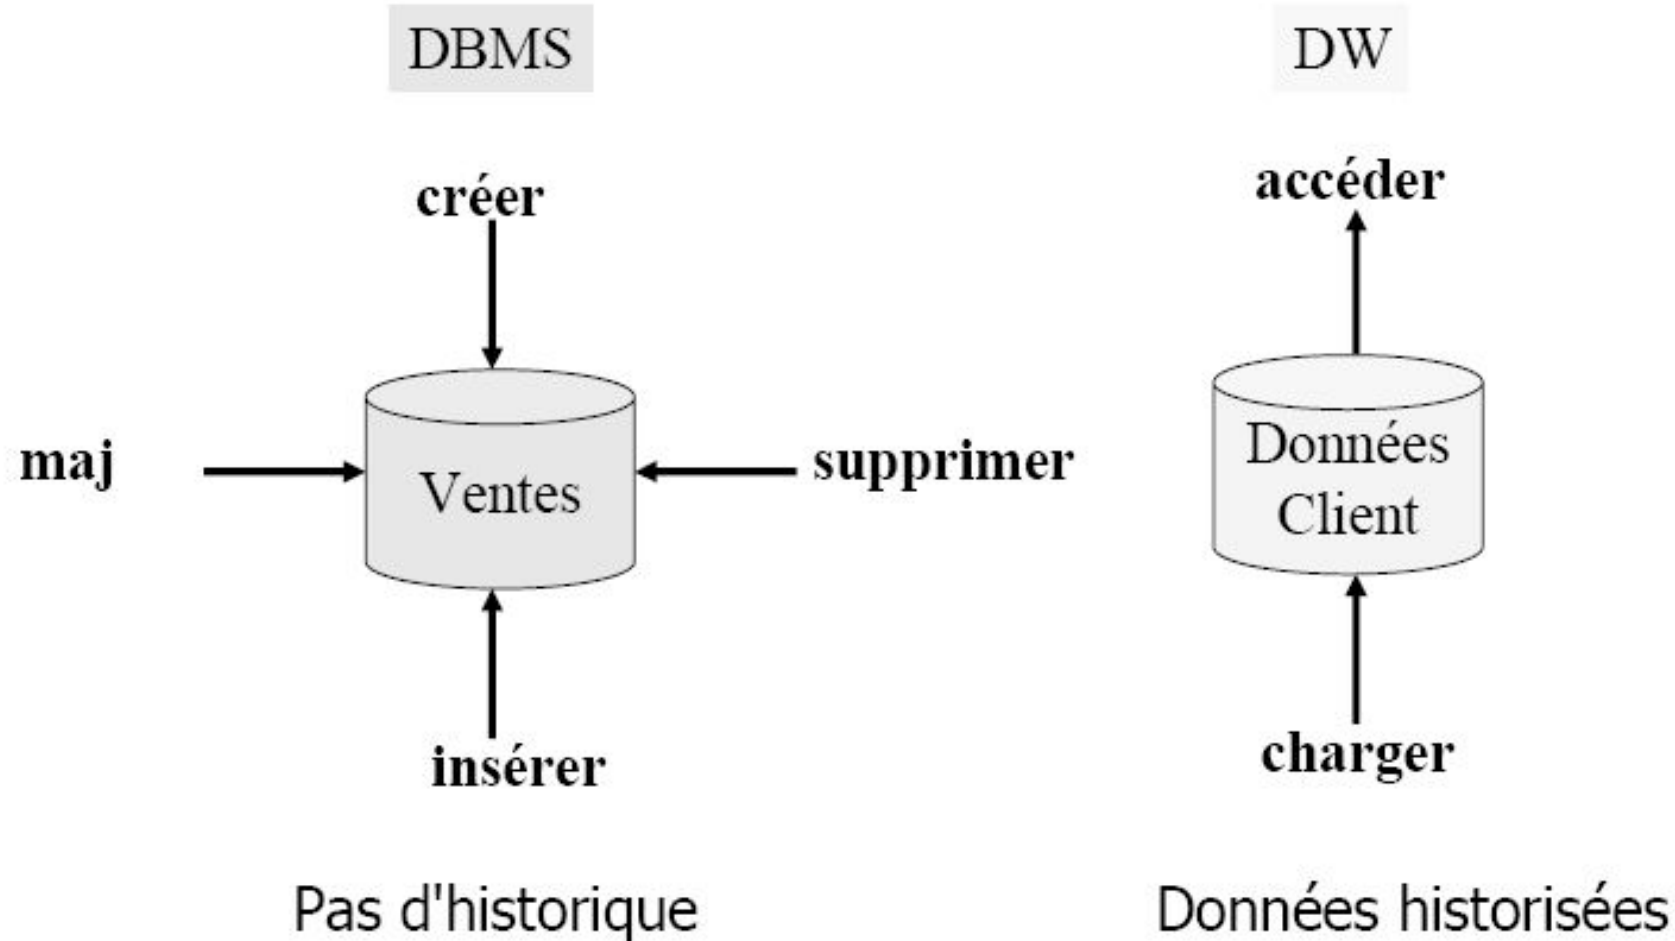 DBMS
DW
créer
accéder
maj
Ventes
supprimer
Données
Client
insérer
charger
Pas d'historique
Données historisées